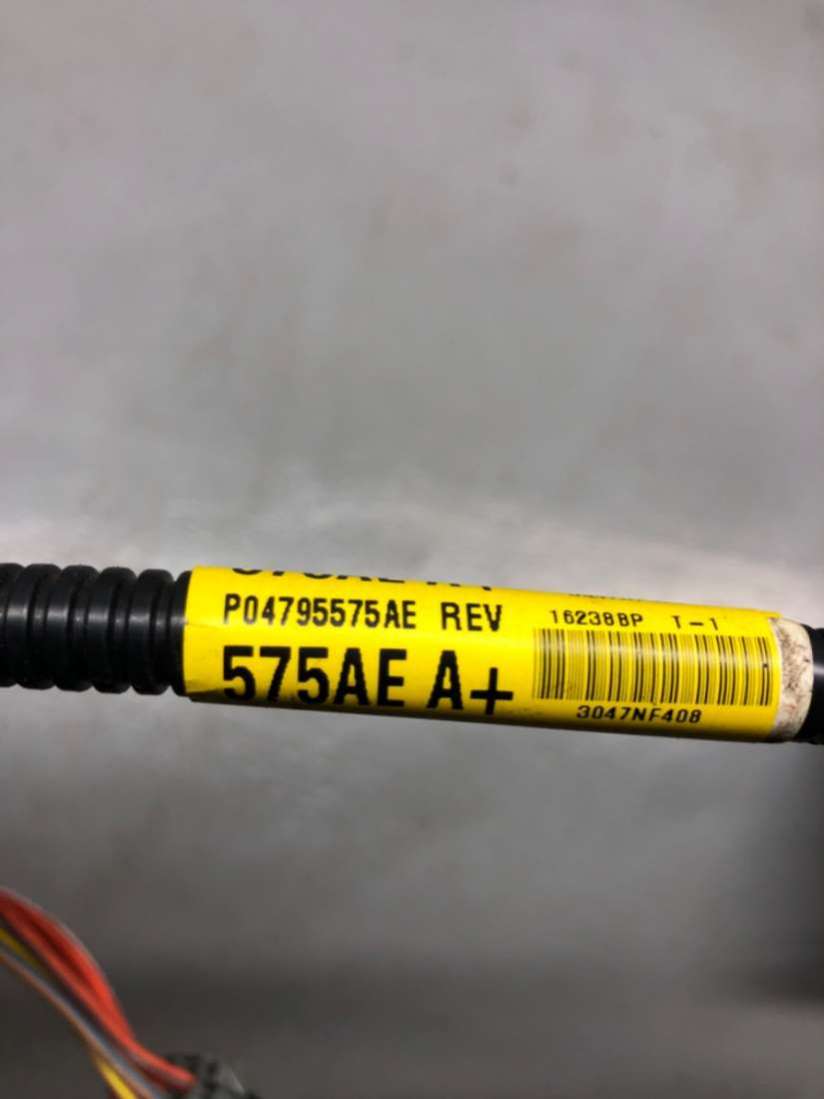 P04795575AE REV
575AE A+
16238BP T-1
3047NF408